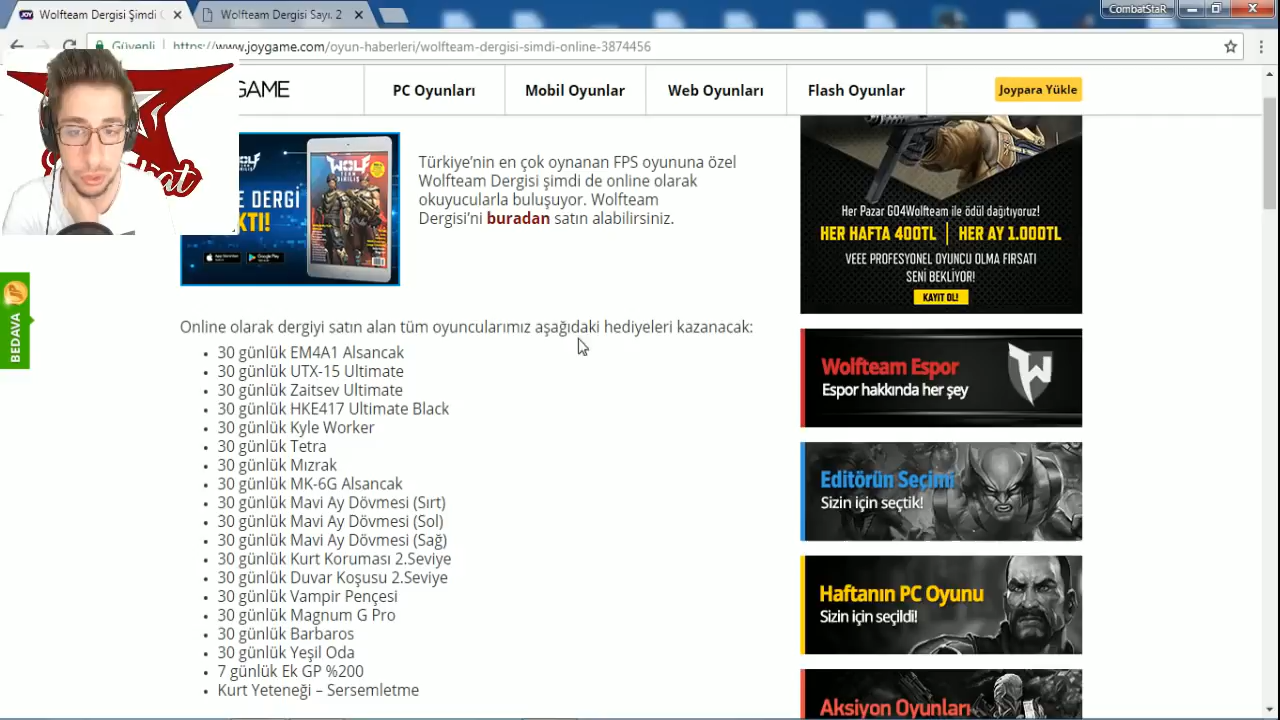 Wolfteam Dergisi Şimdi O
Wolfteam Dergisi Sayı. 2
CombatStaR
Güvenli
https://www.joygame.com/oyun-haberleri/wolfteam-dergisi-simdi-online-3874456
GAME
PC Oyunları
Mobil Oyunlar
Web Oyunları
Flash Oyunlar
Joypara Yükle
BEDAVA
E DERGI
KTI!
WOLF
App Store'dan
Google Play
Türkiye’nin en çok oynanan FPS oyununa özel
Wolfteam Dergisi şimdi de online olarak
okuyucularla buluşuyor. Wolfteam
Dergisi’ni buradan satın alabilirsiniz.
Online olarak dergiyi satın alan tüm oyuncularımız aşağıdaki hediyeleri kazanacak:
30 günlük EM4A1 Alsancak
30 günlük UTX-15 Ultimate
30 günlük Zaitsev Ultimate
30 günlük HKE417 Ultimate Black
30 günlük Kyle Worker
30 günlük Tetra
30 günlük Mızrak
30 günlük MK-6G Alsancak
30 günlük Mavi Ay Dövmesi (Sırt)
30 günlük Mavi Ay Dövmesi (Sol)
30 günlük Mavi Ay Dövmesi (Sağ)
30 günlük Kurt Koruması 2.Seviye
30 günlük Duvar Koşusu 2.Seviye
30 günlük Vampir Pençesi
30 günlük Magnum G Pro
30 günlük Barbaros
30 günlük Yeşil Oda
7 günlük Ek GP %200
Kurt Yeteneği – Sersemletme
Her Pazar GO4Wolfteam ile ödül dağıtıyoruz!
HER HAFTA 400TL | HER AY 1.000TL
VEEE PROFESYONEL OYUNCU OLMA FIRSATI
SENİ BEKLİYOR!
KAYIT OL!
Wolfteam Espor
Espor hakkında her şey
Editörün Seçimi
Sizin için seçtik!
Haftanın PC Oyunu
Sizin için seçildi!
Aksiyon Oyunları